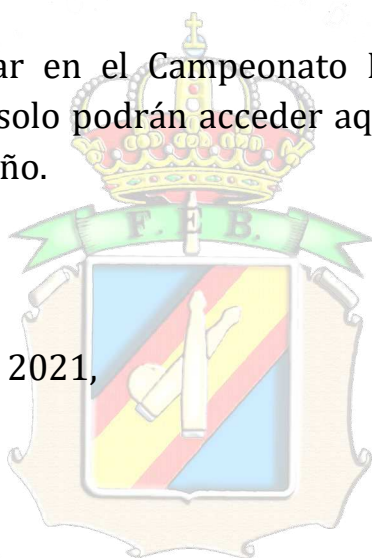 ar en el Campeonato
solo podrán acceder aq
ño.
F. E B.
2021,